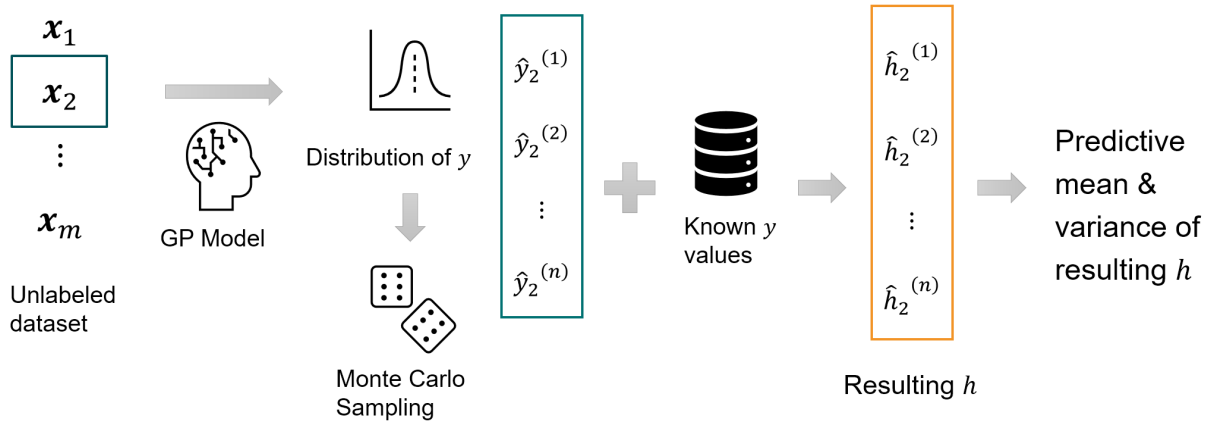 𝒙₁
𝒙₂
⋮
𝒙ₘ
Unlabeled
dataset
GP Model
Distribution of 𝑦
Monte Carlo
Sampling
ŷ₂⁽¹⁾
ŷ₂⁽²⁾
⋮
ŷ₂⁽ⁿ⁾
Known 𝑦
values
ĥ₂⁽¹⁾
ĥ₂⁽²⁾
⋮
ĥ₂⁽ⁿ⁾
Resulting ℎ
Predictive
mean &
variance of
resulting ℎ